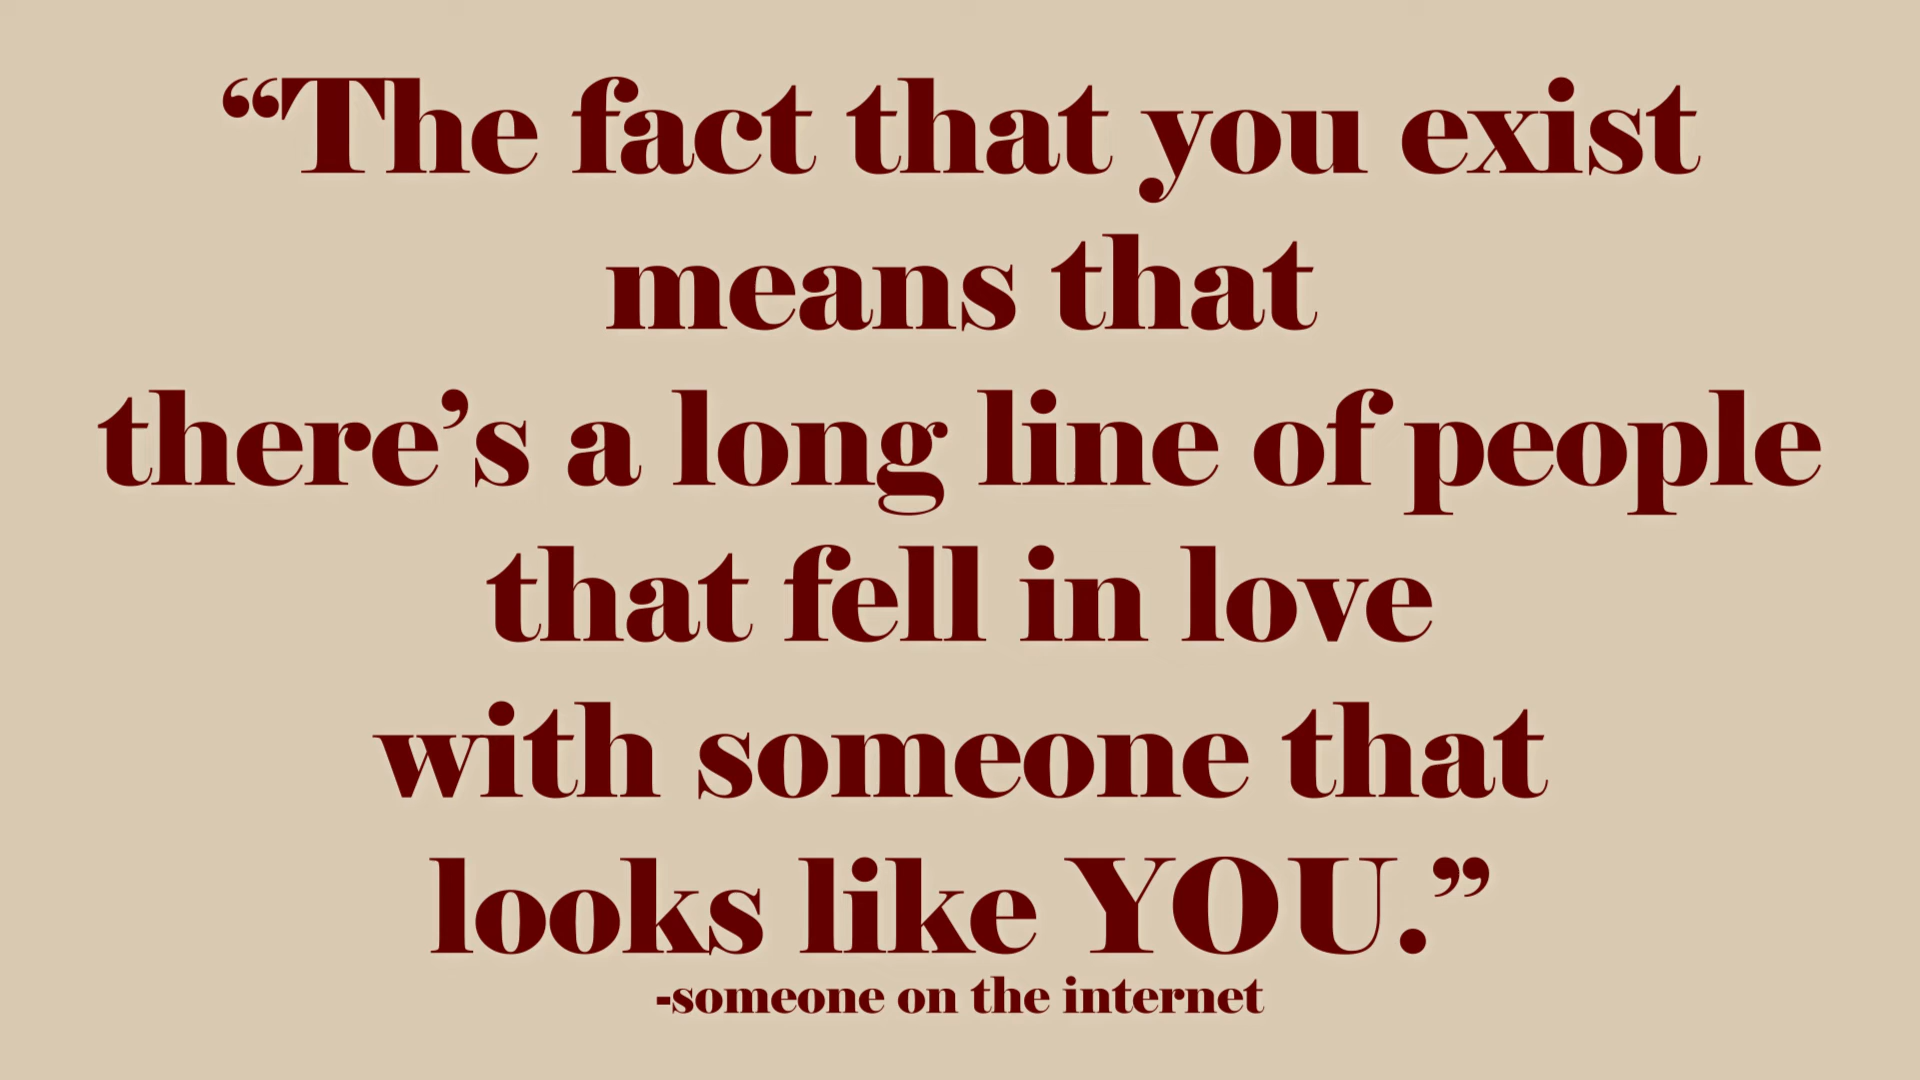 “The fact that you exist
means that
there’s a long line of people
that fell in love
with someone that
looks like YOU.”
-someone on the internet